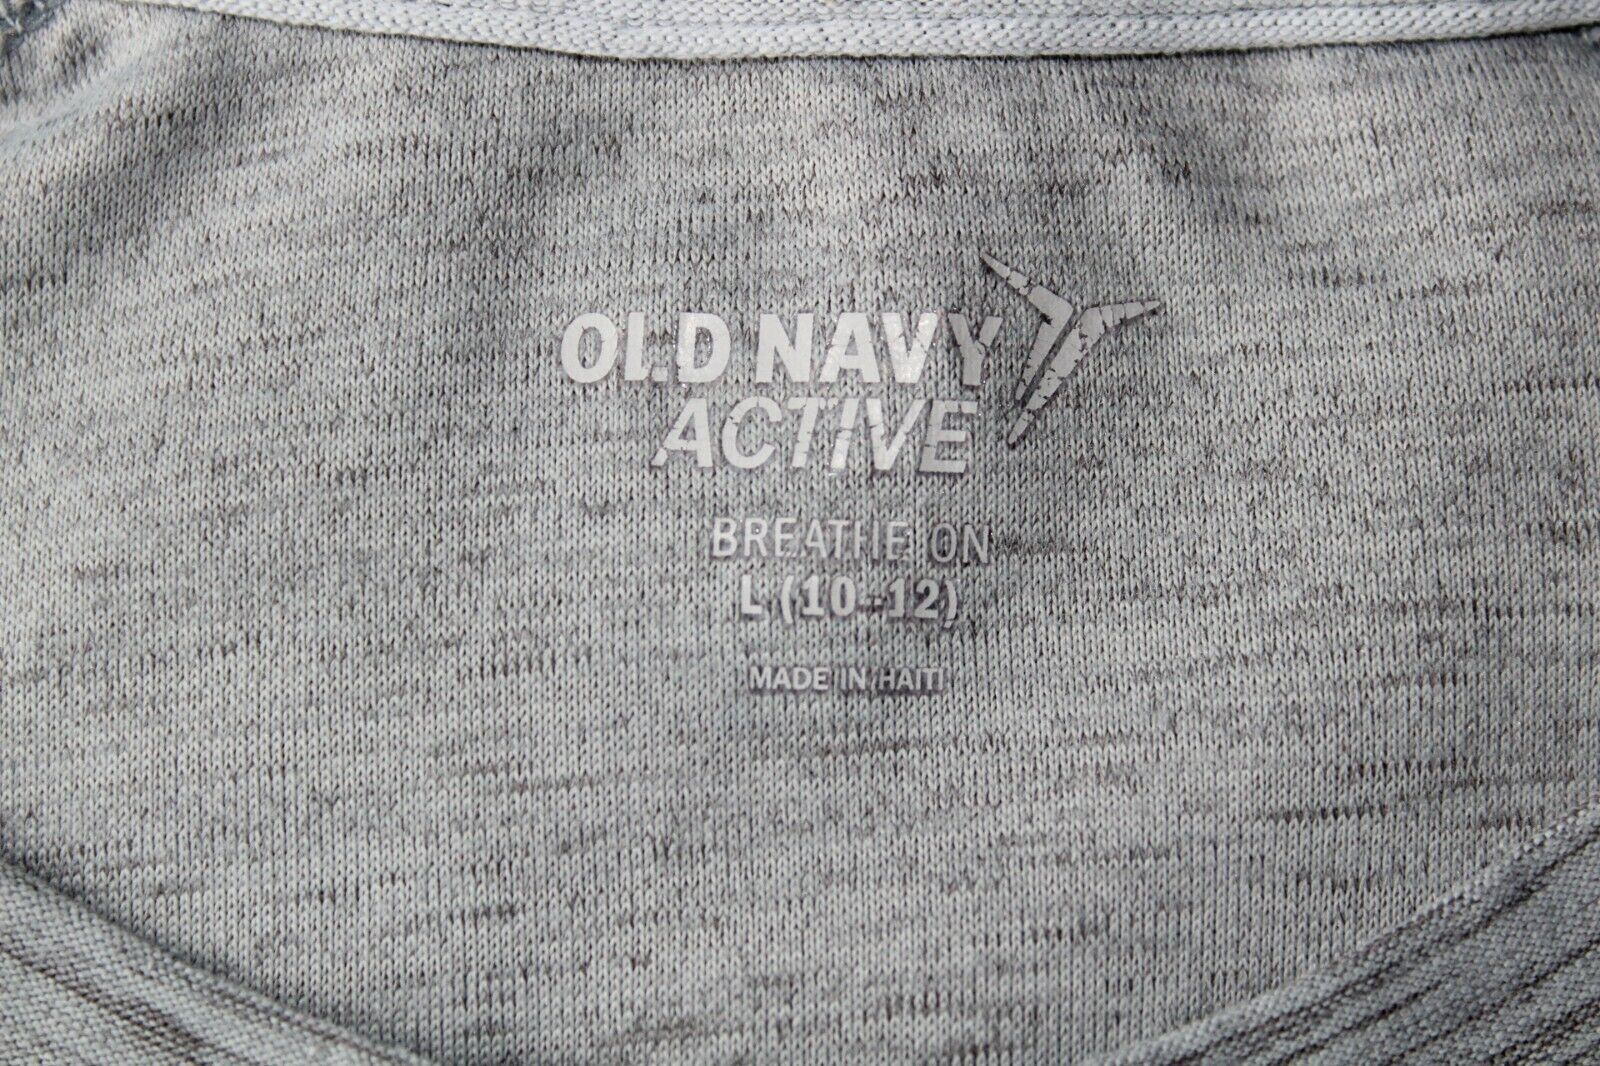 OLD NAVY
ACTIVE
BREATHE ON
L (10-12)
MADE IN HAITI